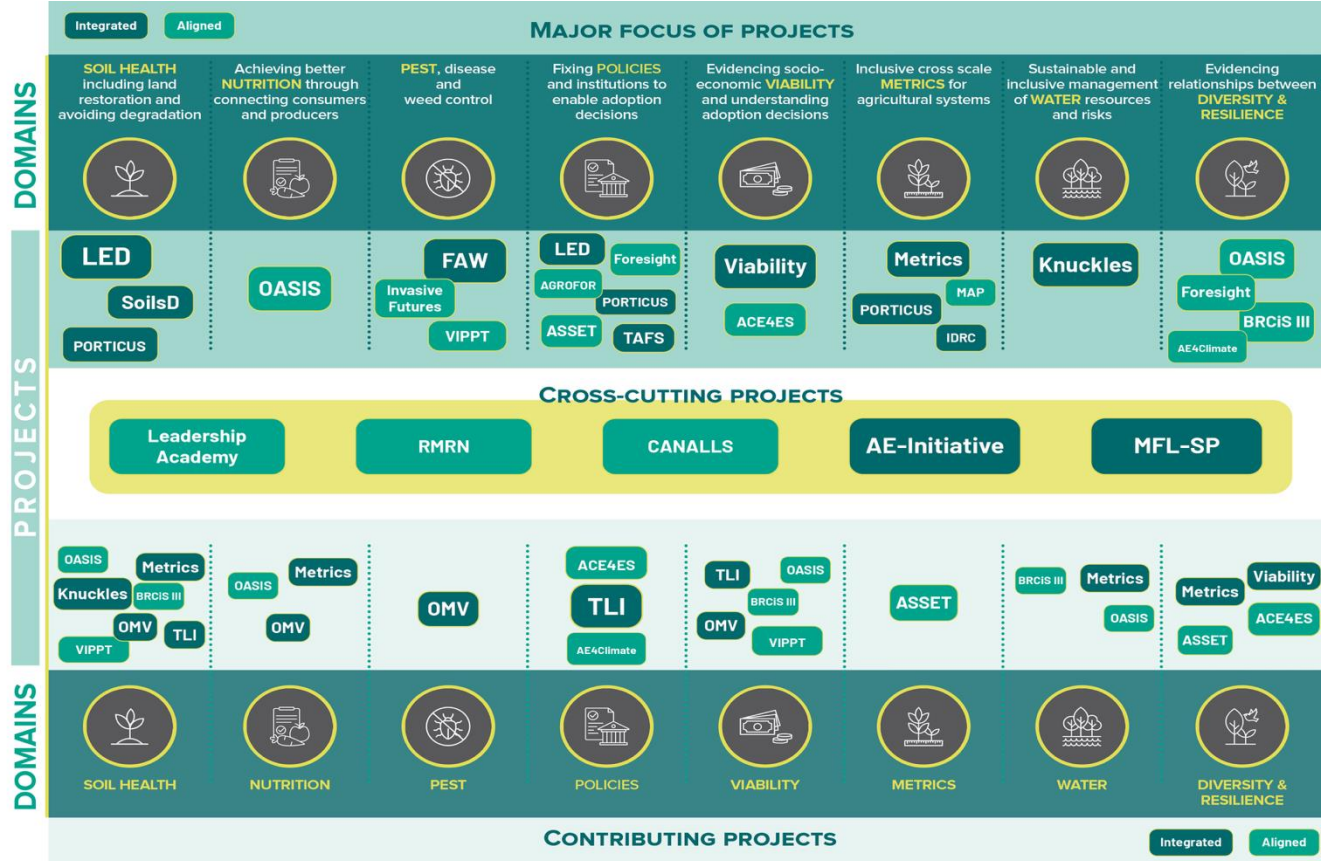 Integrated
Aligned
MAJOR FOCUS OF PROJECTS
DOMAINS
SOIL HEALTH
including land
restoration and
avoiding degradation
Achieving better
NUTRITION through
connecting consumers
and producers
PEST, disease
and
weed control
Fixing POLICIES
and institutions to
enable adoption
decisions
Evidencing socio-
economic VIABILITY
and understanding
adoption decisions
Inclusive cross scale
METRICS for
agricultural systems
Sustainable and
inclusive management
of WATER resources
and risks
Evidencing
relationships between
DIVERSITY &
RESILIENCE
PROJECTS
LED
SoilsD
PORTICUS
OASIS
FAW
Invasive
Futures
VIPPT
LED
Foresight
AGROFOR
PORTICUS
ASSET
TAFS
Viability
ACE4ES
Metrics
MAP
PORTICUS
IDRC
Knuckles
OASIS
Foresight
BRCiS III
AE4Climate
CROSS-CUTTING PROJECTS
Leadership
Academy
RMRN
CANALLS
AE-Initiative
MFL-SP
OASIS
Metrics
Knuckles
BRCiS III
OMV
TLI
VIPPT
OASIS
Metrics
OMV
OMV
ACE4ES
TLI
AE4Climate
TLI
OASIS
BRCiS III
OMV
VIPPT
ASSET
BRCiS III
Metrics
OASIS
Viability
Metrics
ACE4ES
ASSET
DOMAINS
SOIL HEALTH
NUTRITION
PEST
POLICIES
VIABILITY
METRICS
WATER
DIVERSITY &
RESILIENCE
CONTRIBUTING PROJECTS
Integrated
Aligned